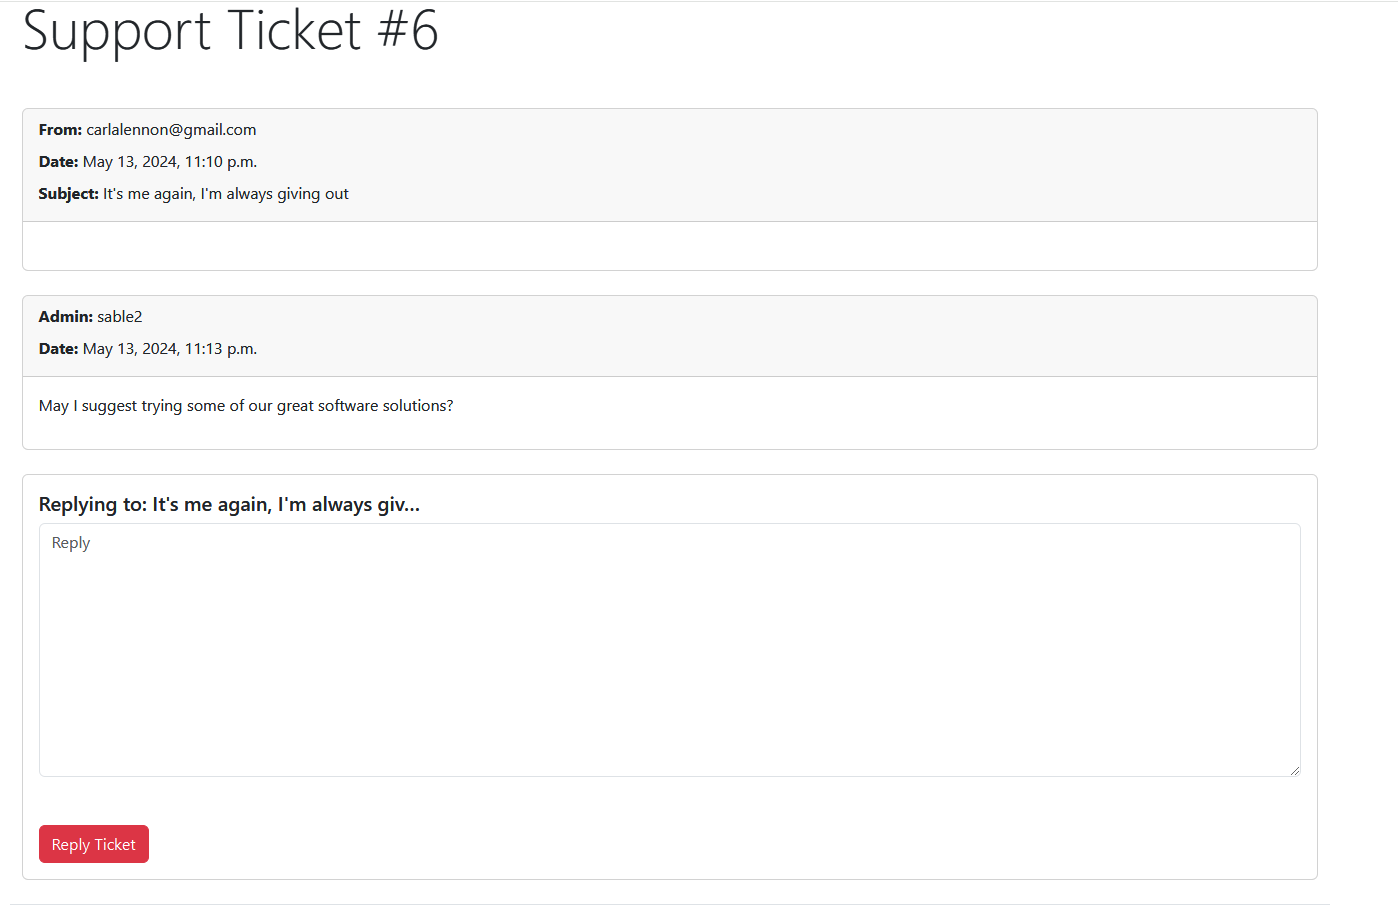 Support Ticket #6
From: carlalennon@gmail.com
Date: May 13, 2024, 11:10 p.m.
Subject: It's me again, I'm always giving out
Admin: sable2
Date: May 13, 2024, 11:13 p.m.
May I suggest trying some of our great software solutions?
Replying to: It's me again, I'm always giv...
Reply
Reply Ticket